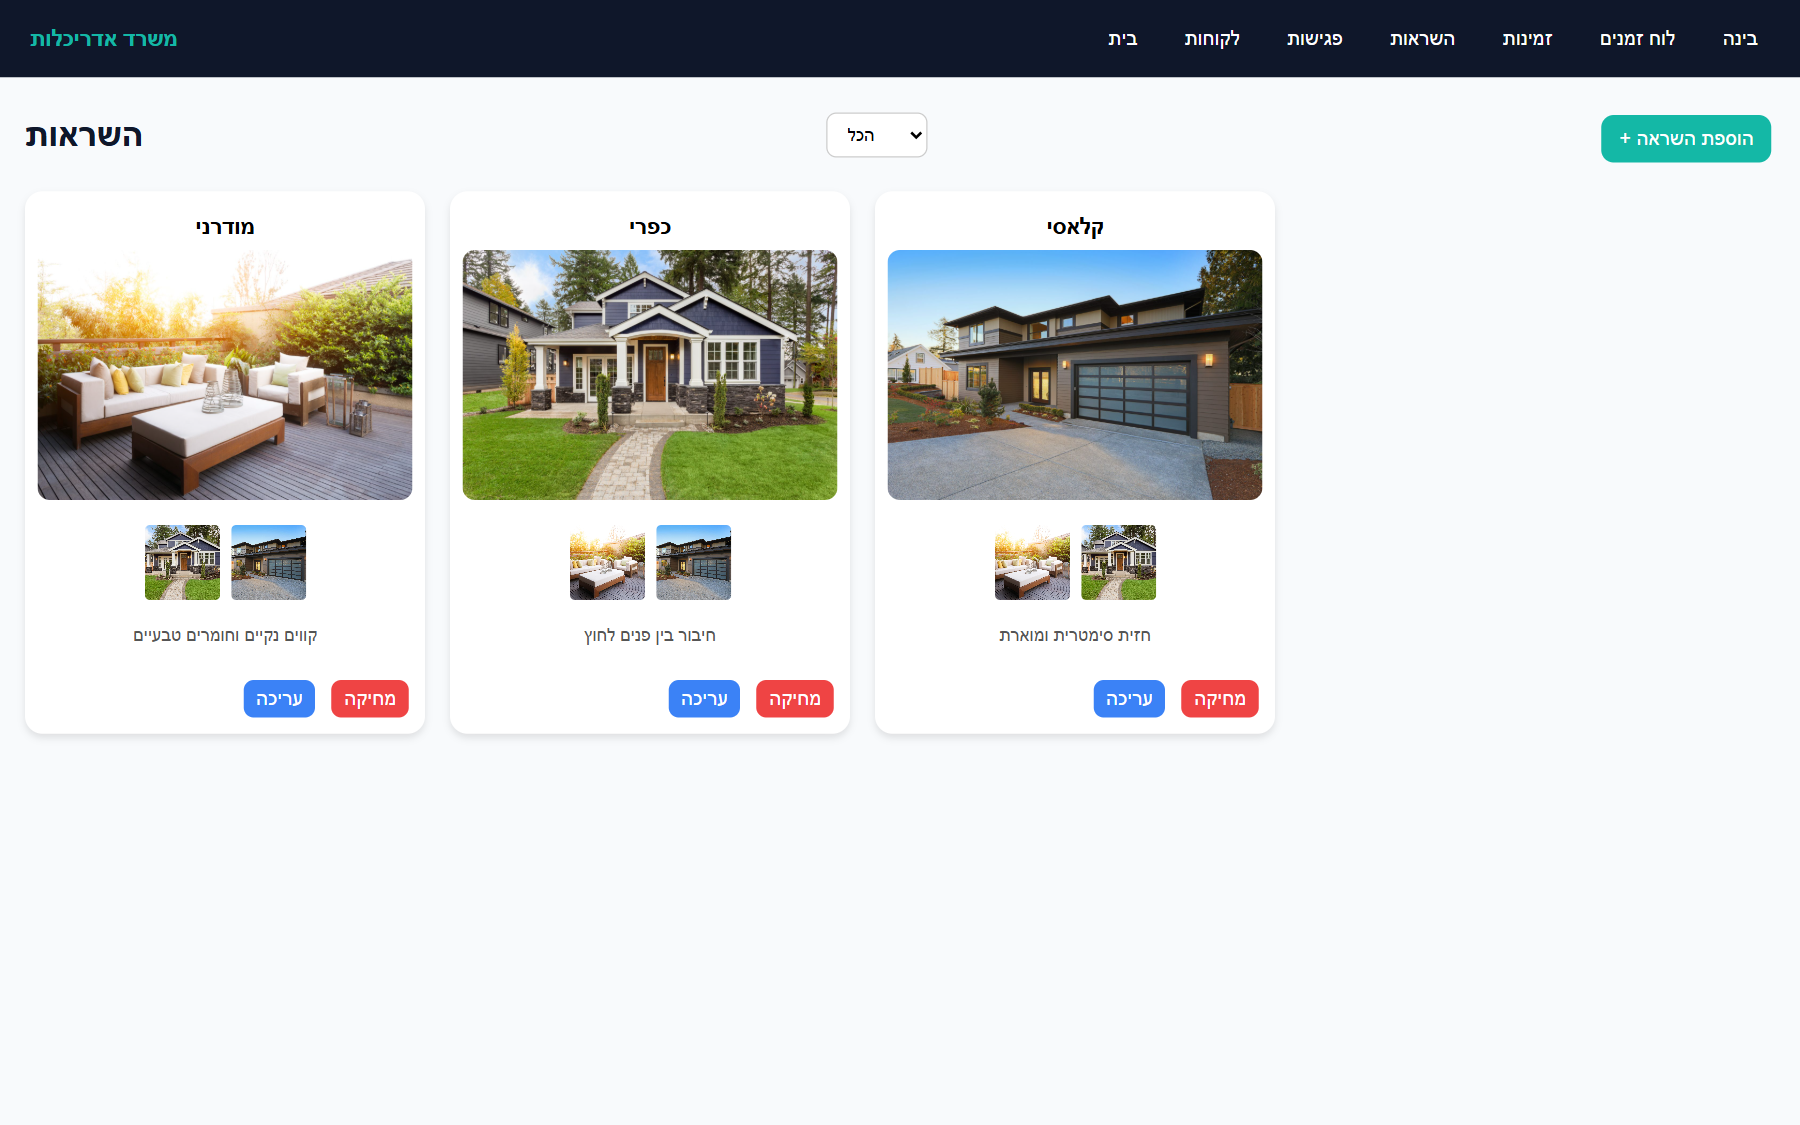 משרד אדריכלות
בית
לקוחות
פגישות
השראות
זמינות
לוח זמנים
בינה
השראות
הכל
הוספת השראה +
מודרני
קווים נקיים וחומרים טבעיים
עריכה
מחיקה
כפרי
חיבור בין פנים לחוץ
עריכה
מחיקה
קלאסי
חזית סימטרית ומוארת
עריכה
מחיקה